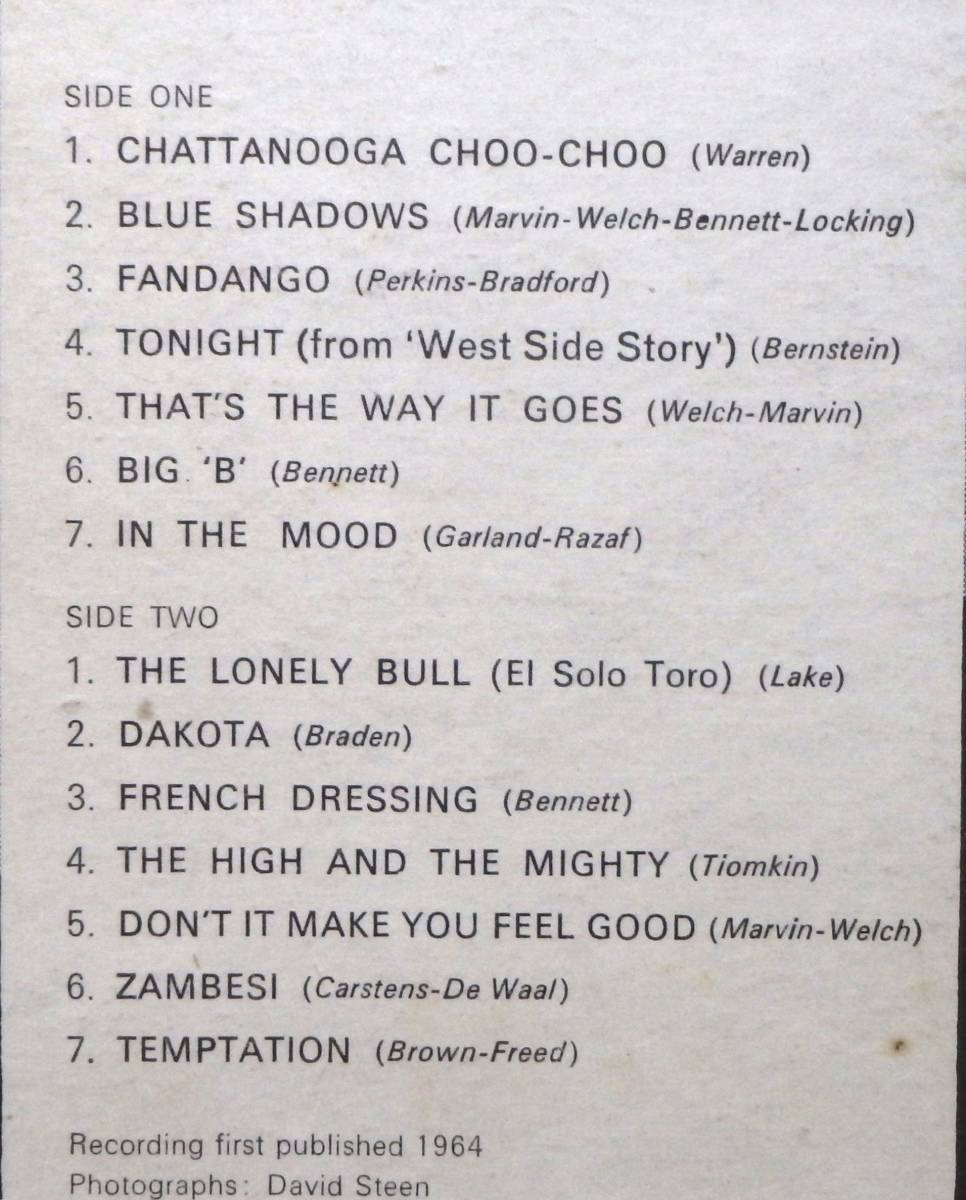 SIDE ONE
1. CHATTANOOGA CHOO-CHOO (Warren)
2. BLUE SHADOWS (Marvin-Welch-Bennett-Locking)
3. FANDANGO (Perkins-Bradford)
4. TONIGHT (from ‘West Side Story’) (Bernstein)
5. THAT’S THE WAY IT GOES (Welch-Marvin)
6. BIG ‘B’ (Bennett)
7. IN THE MOOD (Garland-Razaf)
SIDE TWO
1. THE LONELY BULL (El Solo Toro) (Lake)
2. DAKOTA (Braden)
3. FRENCH DRESSING (Bennett)
4. THE HIGH AND THE MIGHTY (Tiomkin)
5. DON’T IT MAKE YOU FEEL GOOD (Marvin-Welch)
6. ZAMBESI (Carstens-De Waal)
7. TEMPTATION (Brown-Freed)
Recording first published 1964
Photographs: David Steen